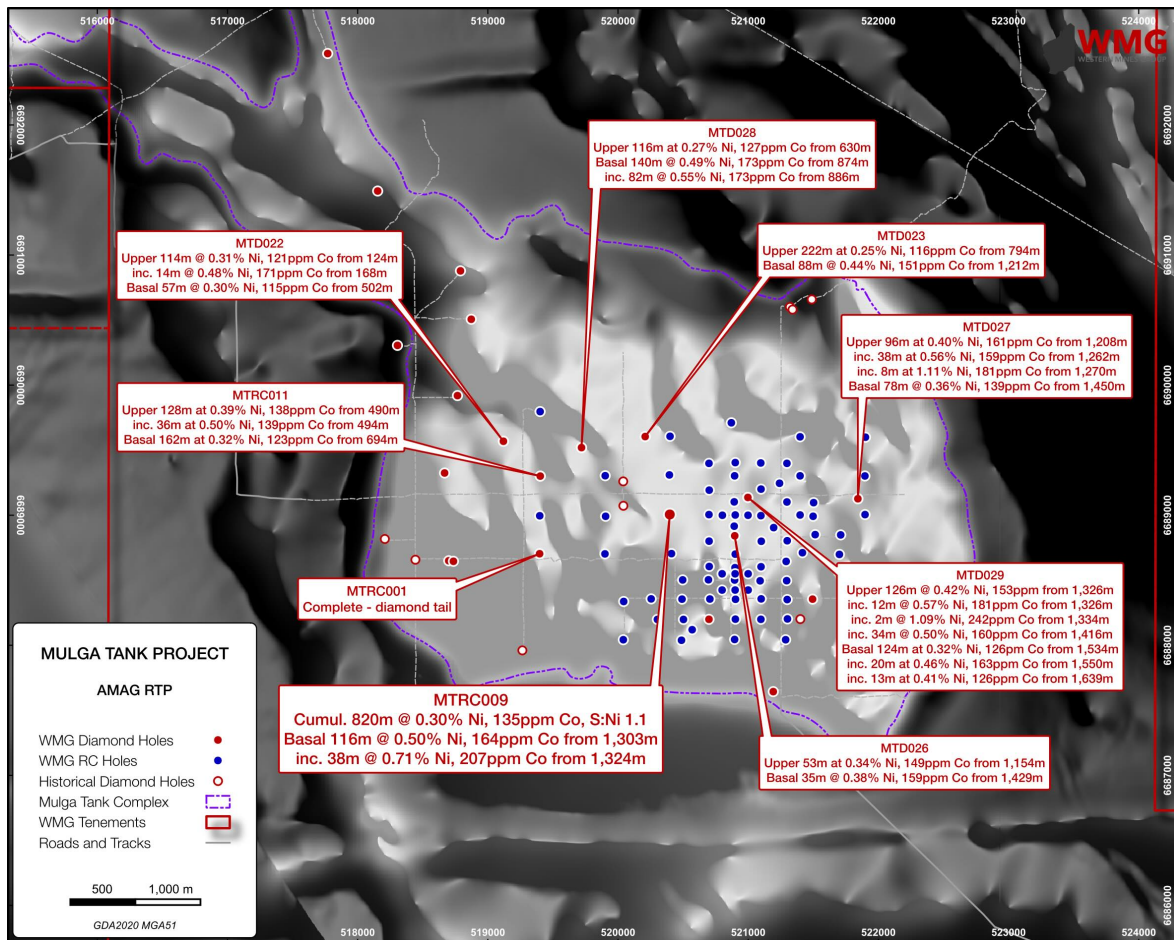 516000 517000 518000 519000 520000 521000 522000 523000 524000
WMG
WESTERN MINES GROUP
6692000
6692000
MTD028
Upper 116m at 0.27% Ni, 127ppm Co from 630m
Basal 140m @ 0.49% Ni, 173ppm Co from 874m
inc. 82m @ 0.55% Ni, 173ppm Co from 886m
MTD022
Upper 114m @ 0.31% Ni, 121ppm Co from 124m
inc. 14m @ 0.48% Ni, 171ppm Co from 168m
Basal 57m @ 0.30% Ni, 115ppm Co from 502m
MTD023
Upper 222m at 0.25% Ni, 116ppm Co from 794m
Basal 88m @ 0.44% Ni, 151ppm Co from 1,212m
6691000
6691000
MTD027
Upper 96m at 0.40% Ni, 161ppm Co from 1,208m
inc. 38m @ 0.56% Ni, 159ppm Co from 1,262m
inc. 8m @ 1.11% Ni, 181ppm Co from 1,270m
Basal 78m @ 0.36% Ni, 139ppm Co from 1,450m
6690000
6690000
MTRC011
Upper 128m at 0.39% Ni, 138ppm Co from 490m
inc. 36m @ 0.50% Ni, 139ppm Co from 494m
Basal 162m @ 0.32% Ni, 123ppm Co from 694m
6689000
6689000
MTRC001
Complete - diamond tail
MTD029
Upper 126m @ 0.42% Ni, 153ppm from 1,326m
inc. 12m @ 0.57% Ni, 181ppm Co from 1,326m
inc. 2m @ 1.09% Ni, 242ppm Co from 1,334m
inc. 34m @ 0.50% Ni, 160ppm Co from 1,416m
Basal 124m @ 0.32% Ni, 126pm Co from 1,534m
inc. 20m at 0.46% Ni, 163ppm Co from 1,550m
inc. 13m at 0.41% Ni, 126ppm Co from 1,639m
6688000
MTRC009
Cumul. 820m @ 0.30% Ni, 135ppm Co, S:Ni 1.1
Basal 116m @ 0.50% Ni, 164ppm Co from 1,303m
inc. 38m @ 0.71% Ni, 207ppm Co from 1,324m
MTD026
Upper 53m at 0.34% Ni, 149ppm Co from 1,154m
Basal 35m @ 0.38% Ni, 159ppm Co from 1,429m
6687000
6686000
MULGA TANK PROJECT
AMAG RTP
WMG Diamond Holes
WMG RC Holes
Historical Diamond Holes
Mulga Tank Complex
WMG Tenements
Roads and Tracks
500 1,000 m
GDA2020 MGA51
518000 519000 520000 521000 522000 523000 524000